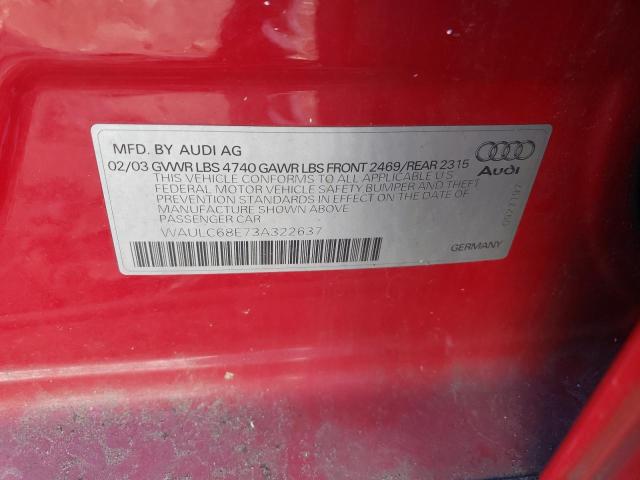 MFD. BY AUDI AG
02/03 GVWR LBS 4740 GAWR LBS FRONT 2469/REAR 2315
THIS VEHICLE CONFORMS TO ALL APPLICABLE U S
FEDERAL MOTOR VEHICLE SAFETY BUMPER AND THEFT
PREVENTION STANDARDS IN EFFECT ON THE DATE OF
MANUFACTURE SHOWN ABOVE
PASSENGER CAR
WAULC68E73A322637
Audi
GERMANY